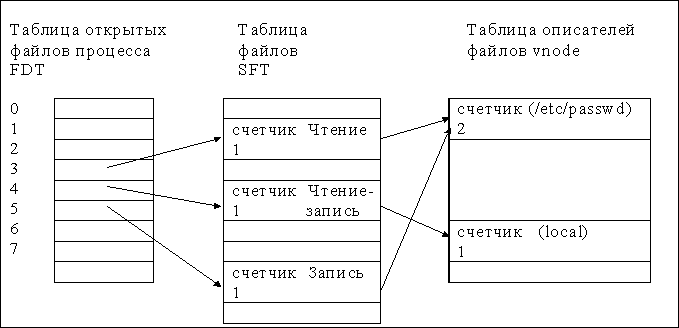 Таблица открытых
файлов процесса
FDT
Таблица
файлов
SFT
Таблица описателей
файлов vnode
0
1
2
3
4
5
6
7
счетчик Чтение
1
счетчик Чтение-
1 запись
счетчик Запись
1
счетчик (/etc/passwd)
2
счетчик (local)
1